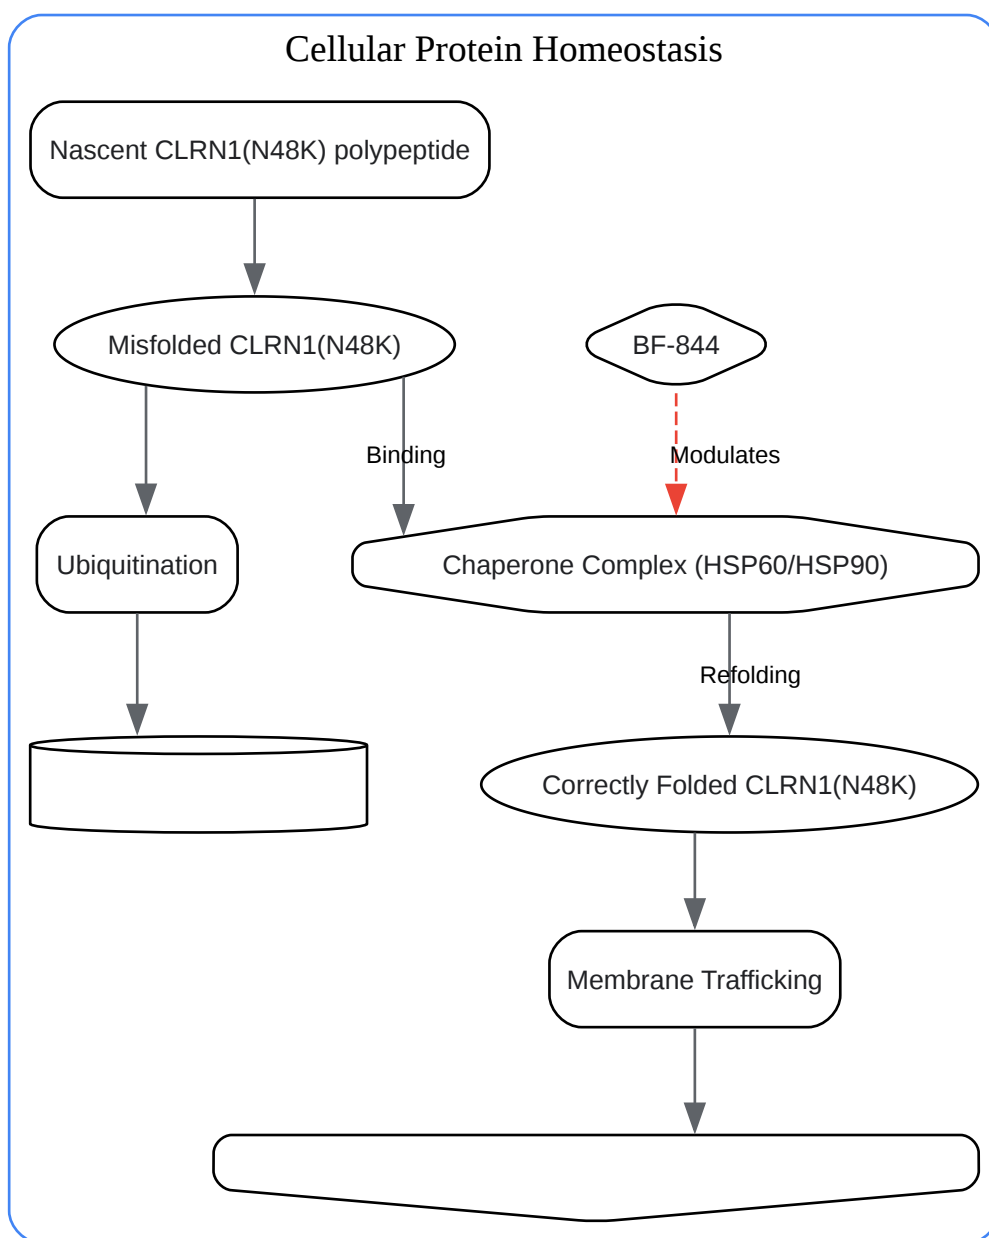 Cellular Protein Homeostasis
Nascent CLRN1(N48K) polypeptide
Misfolded CLRN1(N48K)
BF-844
Binding
Modulates
Ubiquitination
Chaperone Complex (HSP60/HSP90)
Refolding
Correctly Folded CLRN1(N48K)
Membrane Trafficking